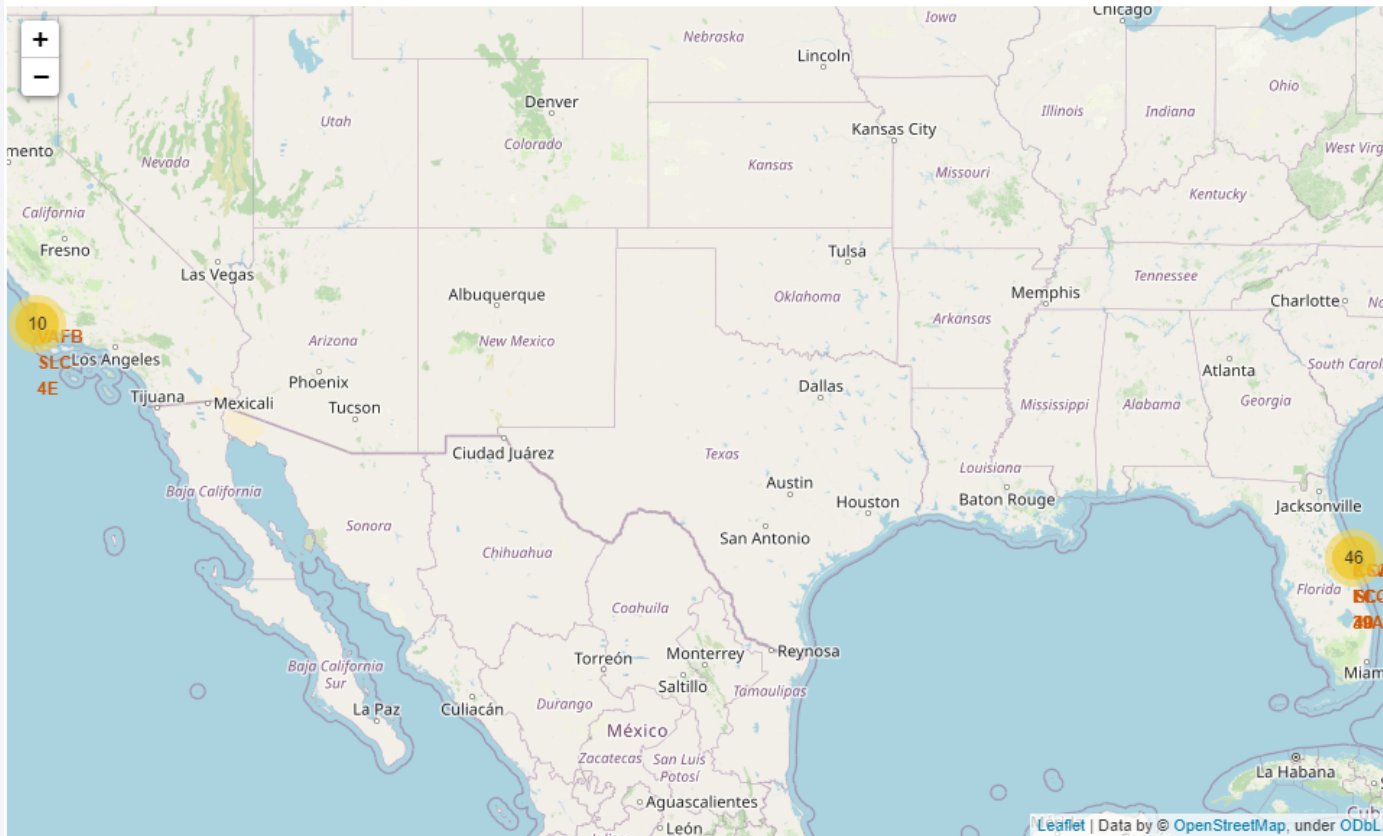 Chicago
Iowa
Nebraska
Lincoln
+
−
Ohio
Denver
Illinois
Indiana
Utah
Kansas City
Colorado
mento
West Virg
Nevada
Kansas
Missouri
Kentucky
California
Fresno
Tulsa
Las Vegas
Tennessee
Albuquerque
Oklahoma
Memphis
Charlotte
No
10
Arkansas
VAFB
Arizona
New Mexico
SLC
Los Angeles
South Carol
4E
Phoenix
Dallas
Atlanta
Tijuana
Mexicali
Tucson
Mississippi
Alabama
Georgia
Ciudad Juárez
Texas
Louisiana
Baja California
Austin
Houston
Baton Rouge
Jacksonville
Sonora
San Antonio
Chihuahua
46
Florida
Coahuila
Torreón
Monterrey
Reynosa
Baja California
Sur
Saltillo
Tamaulipas
Miam
La Paz
Culiacán
Durango
México
Zacatecas
San Luis
Potosí
La Habana
Aguascalientes
León
Leaflet | Data by © OpenStreetMap, under ODbL.